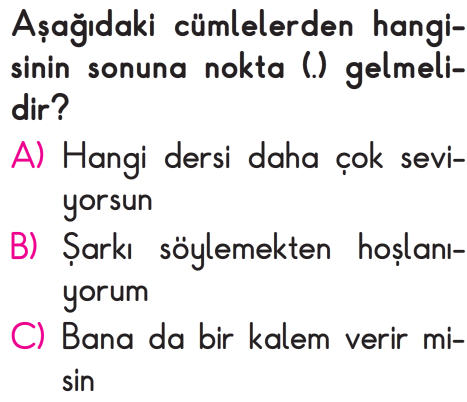 Aşağıdaki cümlelerden hangi-
sinin sonuna nokta (.) gelmeli-
dir?
A) Hangi dersi daha çok sevi-
yorsun
B) Şarkı söylemekten hoşlanı-
yorum
C) Bana da bir kalem verir mi-
sin